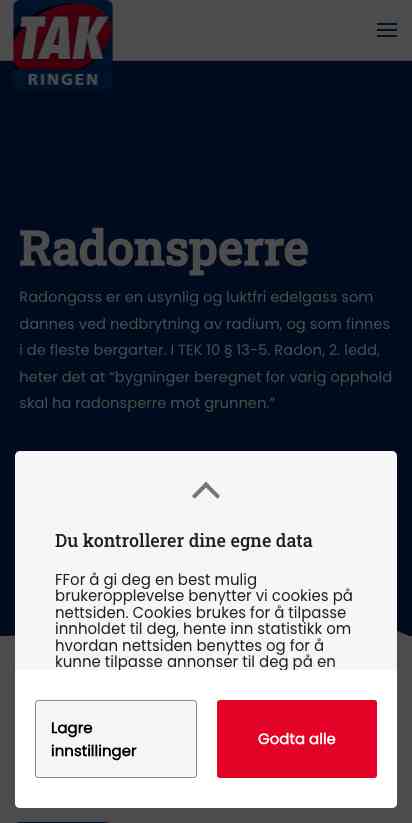 TAK
RINGEN
Radonsperre
Radongass er en usynlig og luktfri edelgass som
dannes ved nedbrytning av radium, og som finnes
i de fleste bergarter. I TEK 10 § 13-5. Radon, 2. ledd,
heter det at “bygninger beregnet for varig opphold
skal ha radonsperre mot grunnen.”
Du kontrollerer dine egne data
FFor å gi deg en best mulig
brukeropplevelse benytter vi cookies på
nettsiden. Cookies brukes for å tilpasse
innholdet til deg, hente inn statistikk om
hvordan nettsiden benyttes og for å
kunne tilpasse annonser til deg på en
Lagre
innstillinger
Godta alle